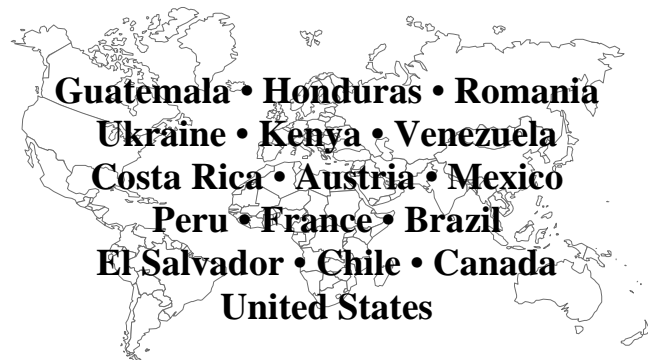 Guatemala • Honduras • Romania
Ukraine • Kenya • Venezuela
Costa Rica • Austria • Mexico
Peru • France • Brazil
El Salvador • Chile • Canada
United States